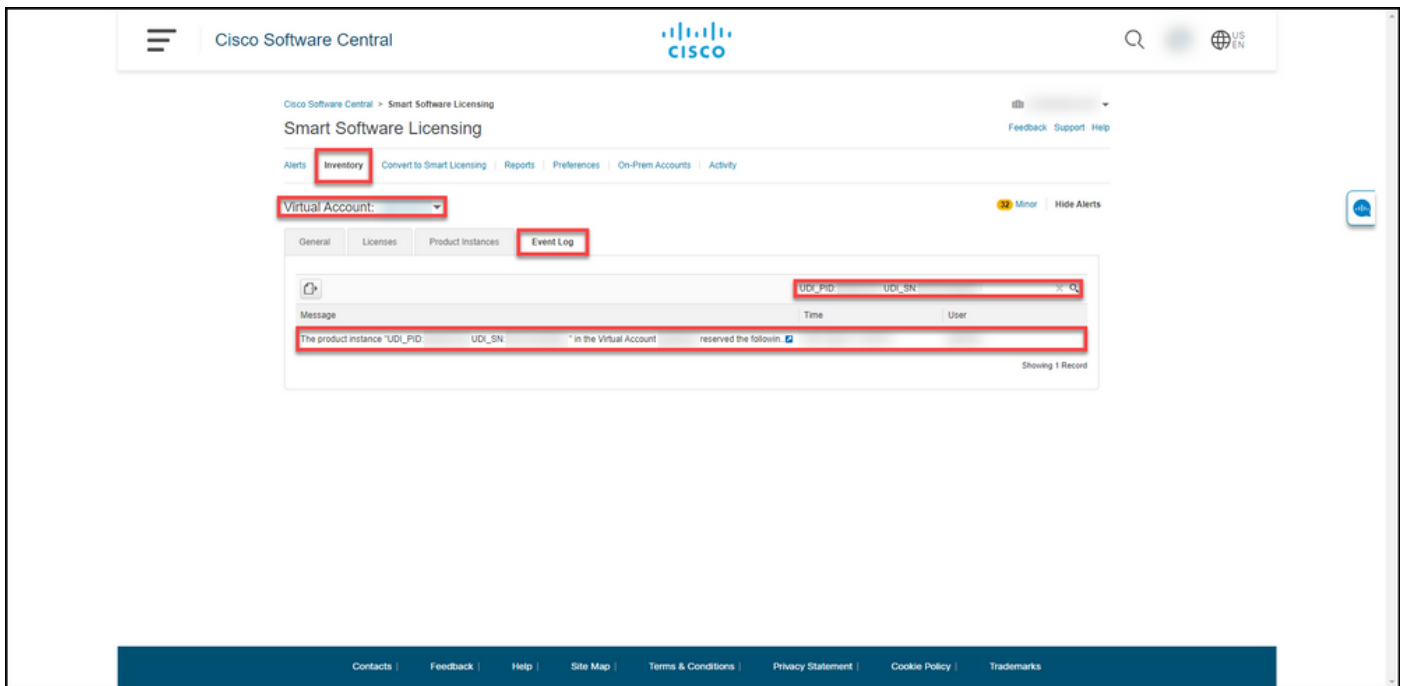 Cisco Software Central
CISCO
US
EN
Cisco Software Central > Smart Software Licensing
Smart Software Licensing
Feedback Support Help
Alerts Inventory Convert to Smart Licensing | Reports | Preferences | On-Prem Accounts | Activity
Virtual Account:
32 Minor | Hide Alerts
General Licenses Product Instances Event Log
UDI_PID: UDI_SN:
Message Time User
The product instance "UDI_PID: UDI_SN: " in the Virtual Account reserved the followin..
Showing 1 Record
Contacts | Feedback | Help | Site Map | Terms & Conditions | Privacy Statement | Cookie Policy | Trademarks